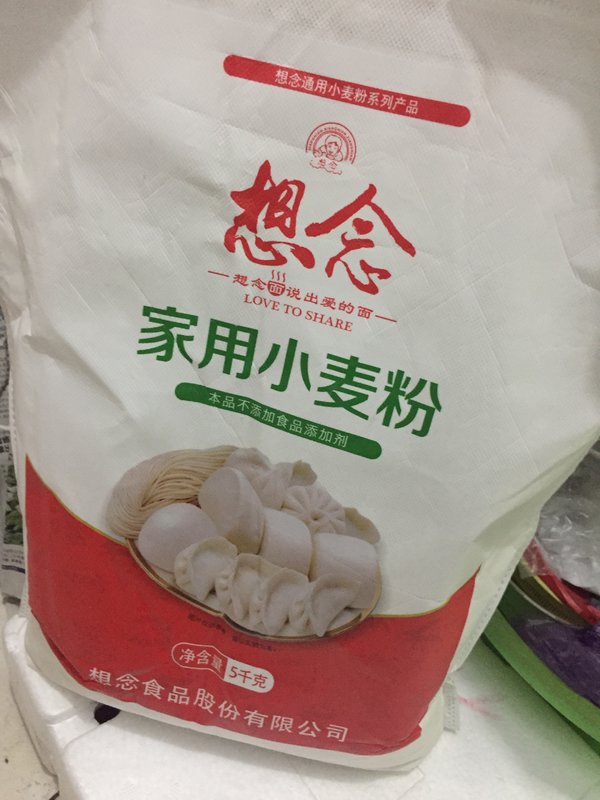 想念通用小麦粉系列产品
想念
想念
想念面说出爱的面
LOVE TO SHARE
家用小麦粉
本品不添加食品添加剂
净含量 5千克
想念食品股份有限公司